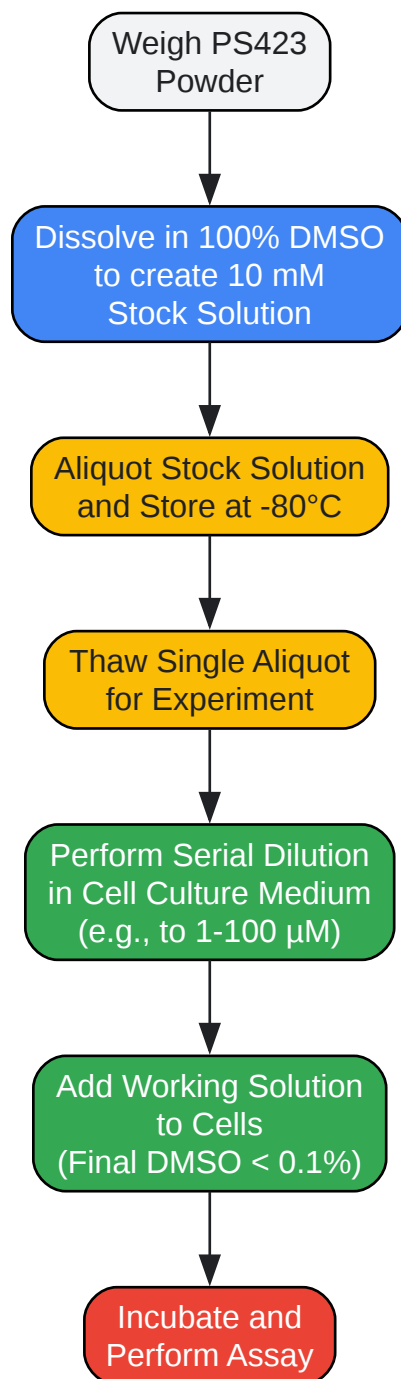 Weigh PS423
Powder
Dissolve in 100% DMSO
to create 10 mM
Stock Solution
Aliquot Stock Solution
and Store at -80°C
Thaw Single Aliquot
for Experiment
Perform Serial Dilution
in Cell Culture Medium
(e.g., to 1-100 µM)
Add Working Solution
to Cells
(Final DMSO < 0.1%)
Incubate and
Perform Assay